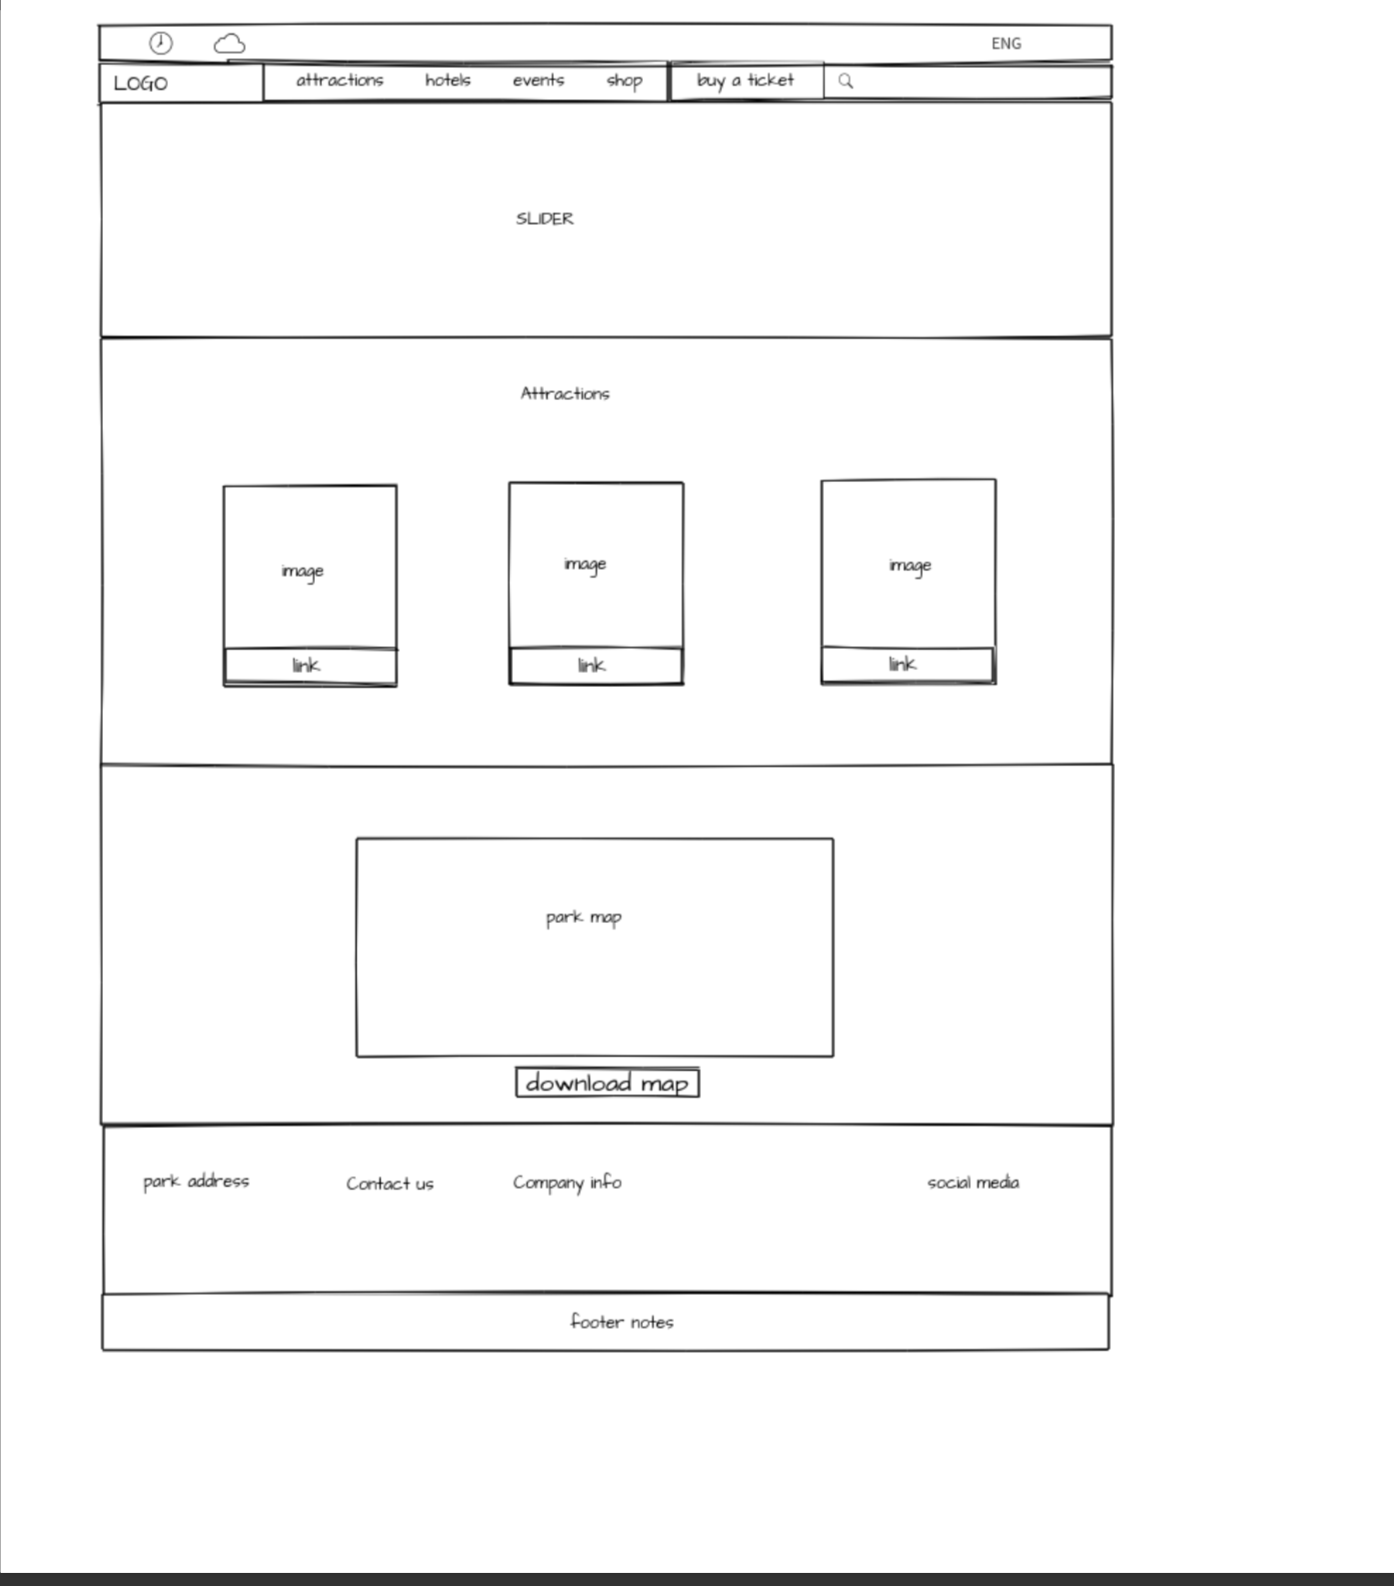 ENG
LOGO attractions hotels events shop buy a ticket
SLIDER
Attractions
image image image
link link link
park map
download map
park address Contact us Company info social media
footer notes